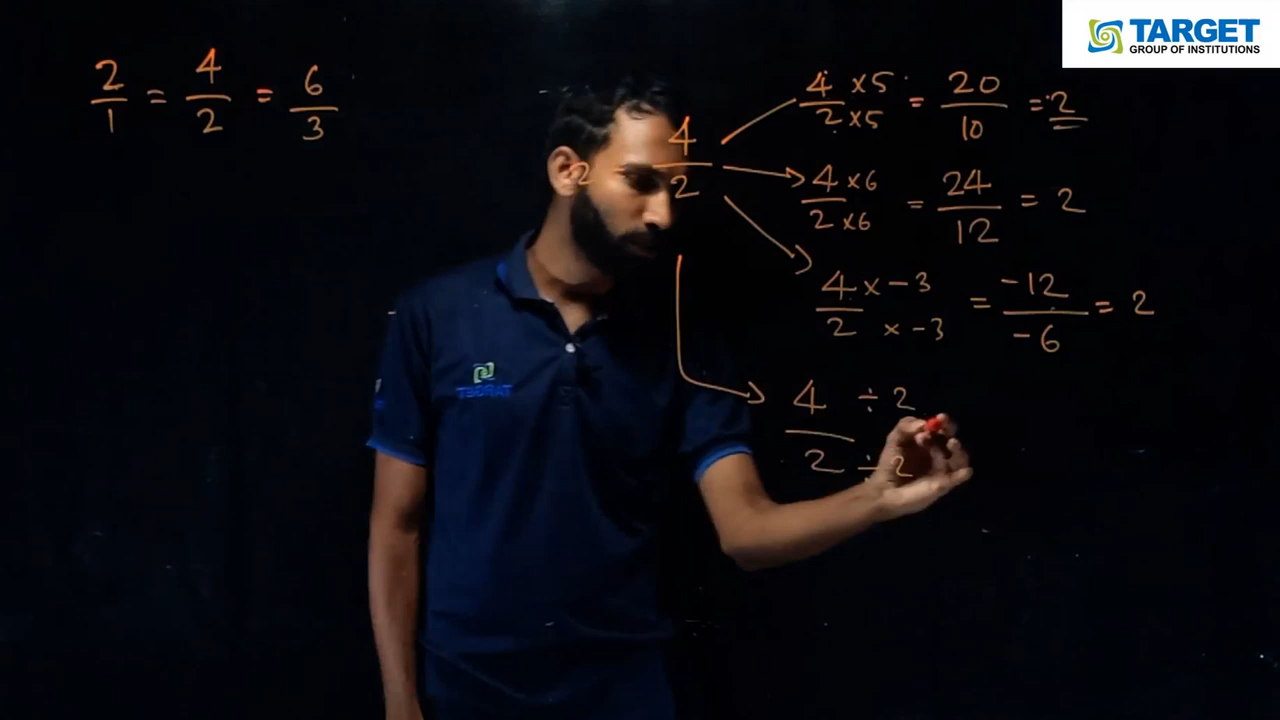 TARGET
GROUP OF INSTITUTIONS
2/1 = 4/2 = 6/3
4/2
2
4 × 5 / 2 × 5 = 20/10 = 2
4 × 6 / 2 × 6 = 24/12 = 2
4 × -3 / 2 × -3 = -12/-6 = 2
4 ÷ 2 / 2 ÷ 2